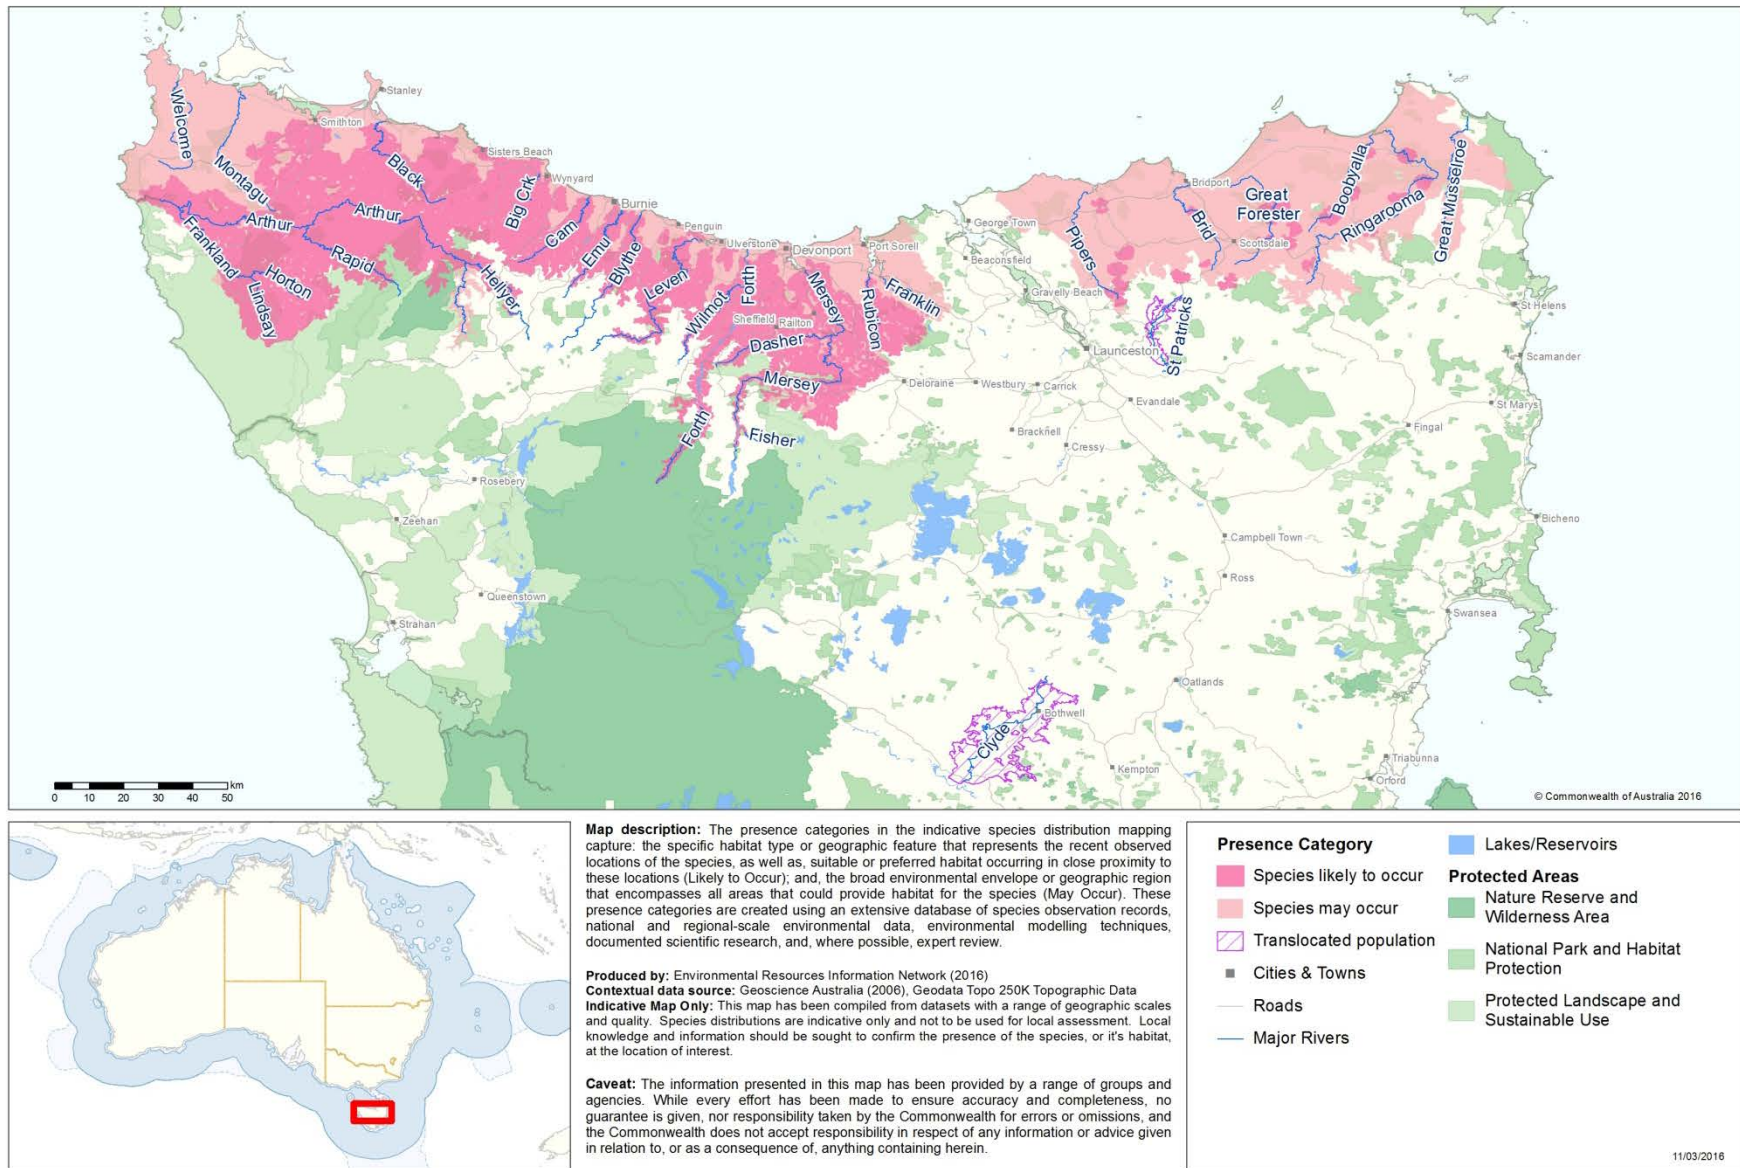 Stanley
Smithton
Welcome
Sisters Beach
Montagu
Black
Wynyard
Big Crk
Burnie
Arthur
Arthur
Cam
Emu
Blythe
Penguin
Ulverstone
Devonport
Port Sorell
Frankland
Rapid
Horton
Lindsay
Hellyer
Leven
Wilmot
Forth
Mersey
Rubicon
Franklin
Sheffield
Railton
Dasher
Mersey
Forth
Fisher
George Town
Beaconsfield
Gravelly Beach
Pipers
Bridport
Brid
Great
Forester
Scottsdale
Boobyalla
Ringarooma
Great Musselroe
St Patricks
Launceston
St Helens
Scamander
Deloraine
Westbury
Carrick
Evandale
St Marys
Bracknell
Cressy
Fingal
Rosebery
Zeehan
Bicheno
Campbell Town
Ross
Queenstown
Strahan
Swansea
Oatlands
Bothwell
Clyde
Kempton
Triabunna
Orford
km
0 10 20 30 40 50
© Commonwealth of Australia 2016
Map description: The presence categories in the indicative species distribution mapping
capture: the specific habitat type or geographic feature that represents the recent observed
locations of the species, as well as, suitable or preferred habitat occurring in close proximity to
these locations (Likely to Occur); and, the broad environmental envelope or geographic region
that encompasses all areas that could provide habitat for the species (May Occur). These
presence categories are created using an extensive database of species observation records,
national and regional-scale environmental data, environmental modelling techniques,
documented scientific research, and, where possible, expert review.
Produced by: Environmental Resources Information Network (2016)
Contextual data source: Geoscience Australia (2006), Geodata Topo 250K Topographic Data
Indicative Map Only: This map has been compiled from datasets with a range of geographic scales
and quality. Species distributions are indicative only and not to be used for local assessment. Local
knowledge and information should be sought to confirm the presence of the species, or it's habitat,
at the location of interest.
Caveat: The information presented in this map has been provided by a range of groups and
agencies. While every effort has been made to ensure accuracy and completeness, no
guarantee is given, nor responsibility taken by the Commonwealth for errors or omissions, and
the Commonwealth does not accept responsibility in respect of any information or advice given
in relation to, or as a consequence of, anything containing herein.
Presence Category
Species likely to occur
Species may occur
Translocated population
Cities & Towns
Roads
Major Rivers
Lakes/Reservoirs
Protected Areas
Nature Reserve and
Wilderness Area
National Park and Habitat
Protection
Protected Landscape and
Sustainable Use
11/03/2016